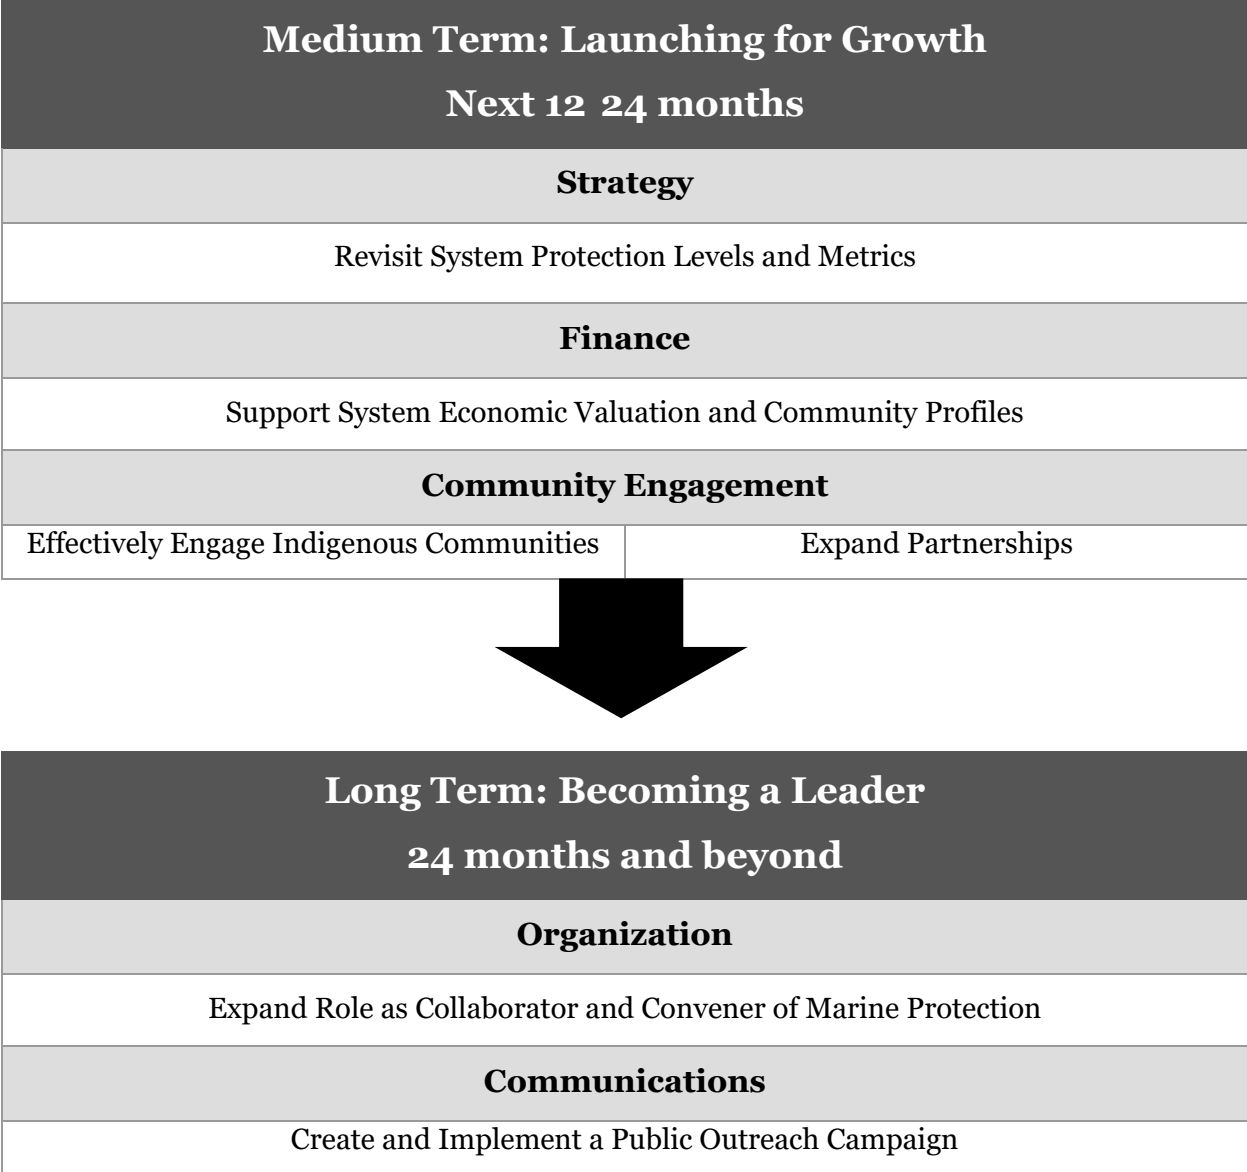 Medium Term: Launching for Growth
Next 12 24 months
Strategy
Revisit System Protection Levels and Metrics
Finance
Support System Economic Valuation and Community Profiles
Community Engagement
Effectively Engage Indigenous Communities
Expand Partnerships
Long Term: Becoming a Leader
24 months and beyond
Organization
Expand Role as Collaborator and Convener of Marine Protection
Communications
Create and Implement a Public Outreach Campaign